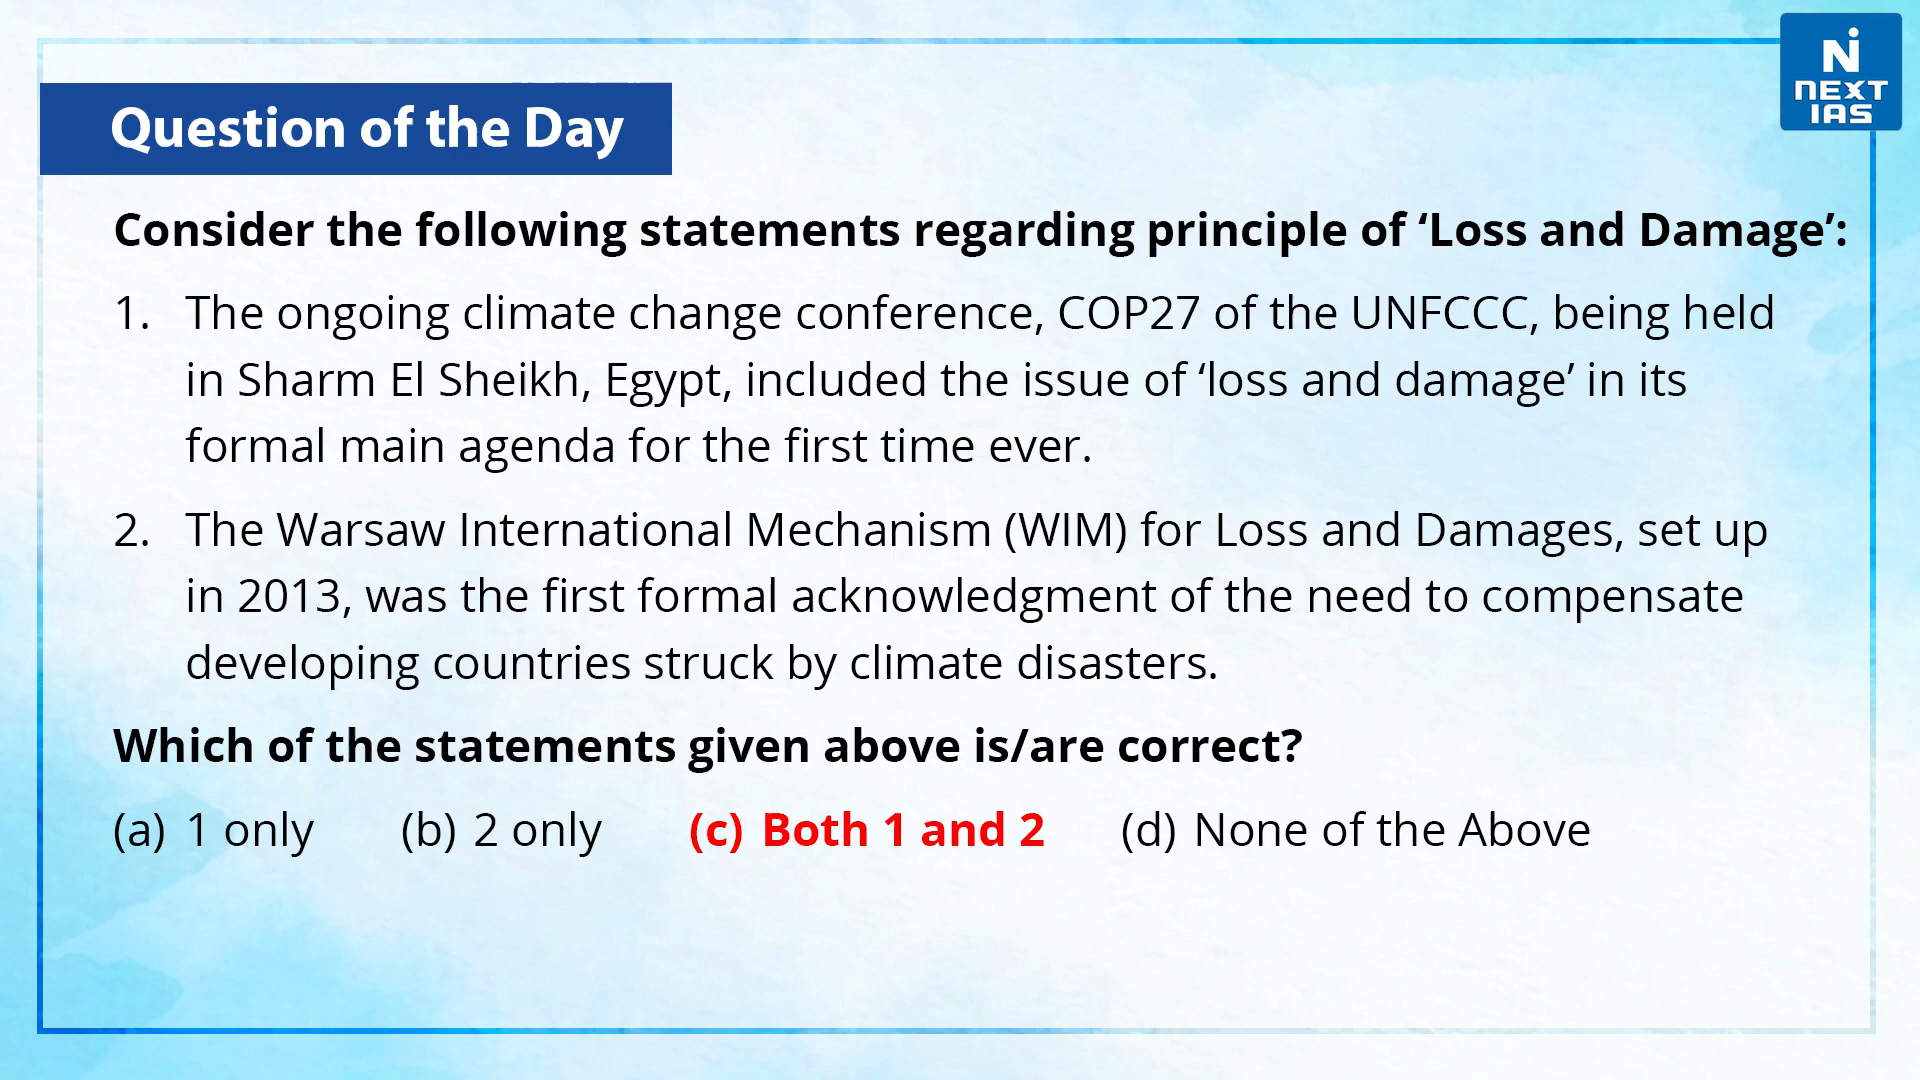 N
NEXT
IAS
Question of the Day
Consider the following statements regarding principle of ‘Loss and Damage’:
1. The ongoing climate change conference, COP27 of the UNFCCC, being held
in Sharm El Sheikh, Egypt, included the issue of ‘loss and damage’ in its
formal main agenda for the first time ever.
2. The Warsaw International Mechanism (WIM) for Loss and Damages, set up
in 2013, was the first formal acknowledgment of the need to compensate
developing countries struck by climate disasters.
Which of the statements given above is/are correct?
(a) 1 only (b) 2 only (c) Both 1 and 2 (d) None of the Above